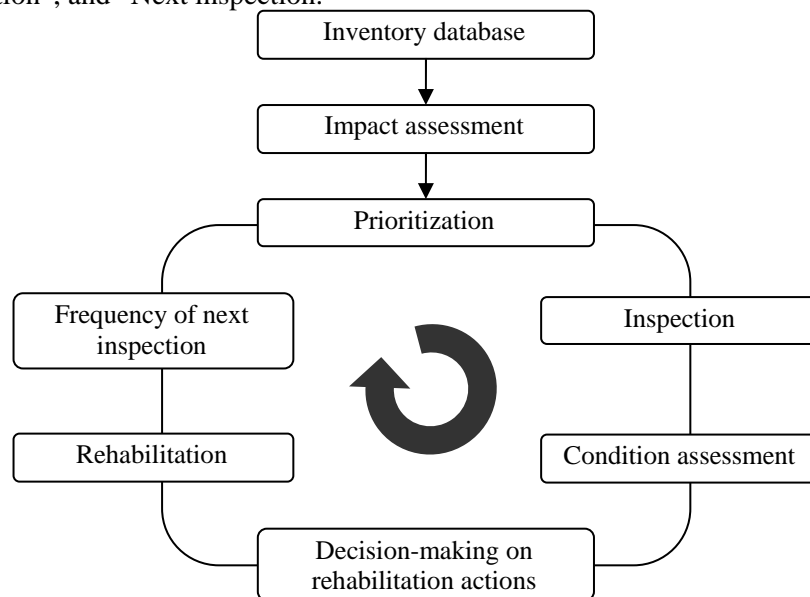 tion", and "Next inspection.
Inventory database
Impact assessment
Prioritization
Inspection
Condition assessment
Decision-making on
rehabilitation actions
Rehabilitation
Frequency of next
inspection